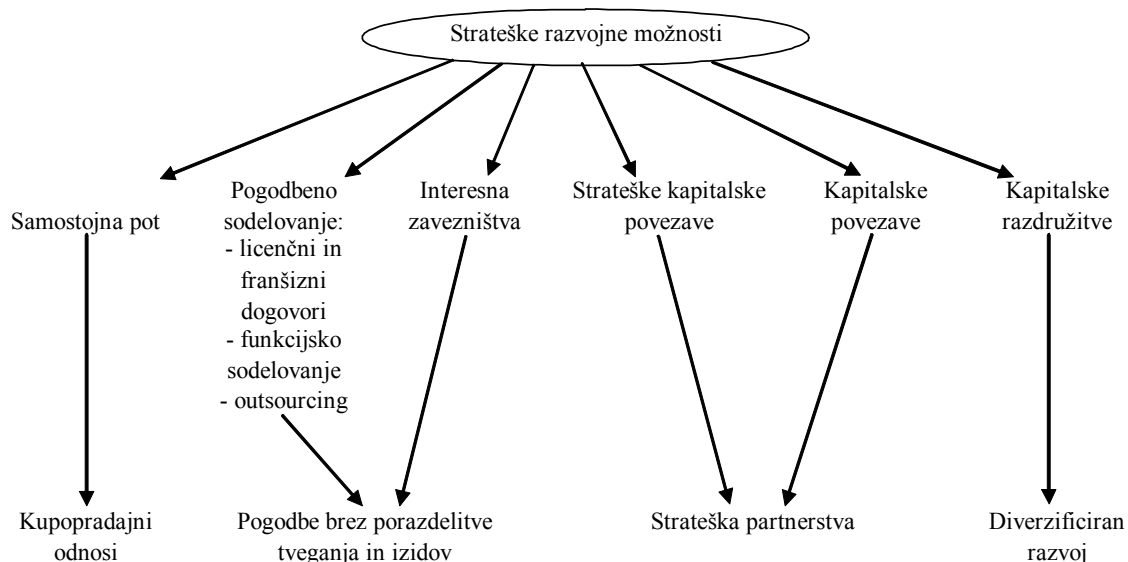 Strateške razvojne možnosti
Samostojna pot
Pogodbeno
sodelovanje:
- licenčni in
franšizni
dogovori
- funkcijsko
sodelovanje
- outsourcing
Interesna
zavezništva
Strateške kapitalske
povezave
Kapitalske
povezave
Kapitalske
razdružitve
Kupopradajni
odnosi
Pogodbe brez porazdelitve
tveganja in izidov
Strateška partnerstva
Diverzificiran
razvoj